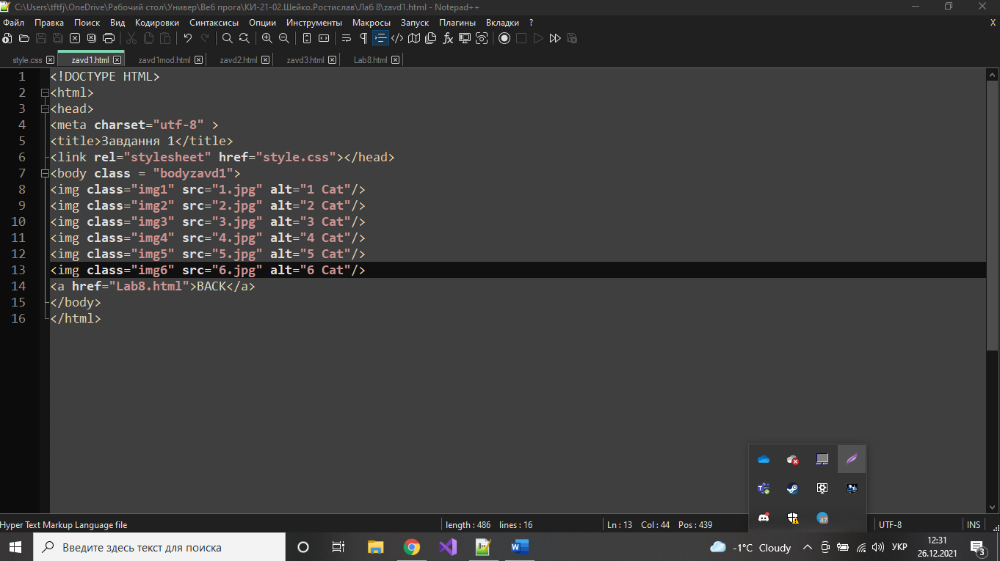 C:\Users\tftfj\OneDrive\Рабочий стол\Универ\Веб прога\КИ-21-02.Шейко.Ростислав\Лаб 8\zavd1.html - Notepad++
Файл Правка Поиск Вид Кодировки Синтаксисы Опции Инструменты Макросы Запуск Плагины Вкладки ? X
style.css zavd1.html zavd1mod.html zavd2.html zavd3.html Lab8.html
1 <!DOCTYPE HTML>
2 <html>
3 <head>
4 <meta charset="utf-8" >
5 <title>Завдання 1</title>
6 <link rel="stylesheet" href="style.css"></head>
7 <body class = "bodyzavd1">
8 <img class="img1" src="1.jpg" alt="1 Cat"/>
9 <img class="img2" src="2.jpg" alt="2 Cat"/>
10 <img class="img3" src="3.jpg" alt="3 Cat"/>
11 <img class="img4" src="4.jpg" alt="4 Cat"/>
12 <img class="img5" src="5.jpg" alt="5 Cat"/>
13 <img class="img6" src="6.jpg" alt="6 Cat"/>
14 <a href="Lab8.html">BACK</a>
15 </body>
16 </html>
47
Hyper Text Markup Language file length : 486 lines : 16 Ln : 13 Col : 44 Pos : 439 UTF-8 INS
Введите здесь текст для поиска -1°C Cloudy УКР 12:31
26.12.2021 3